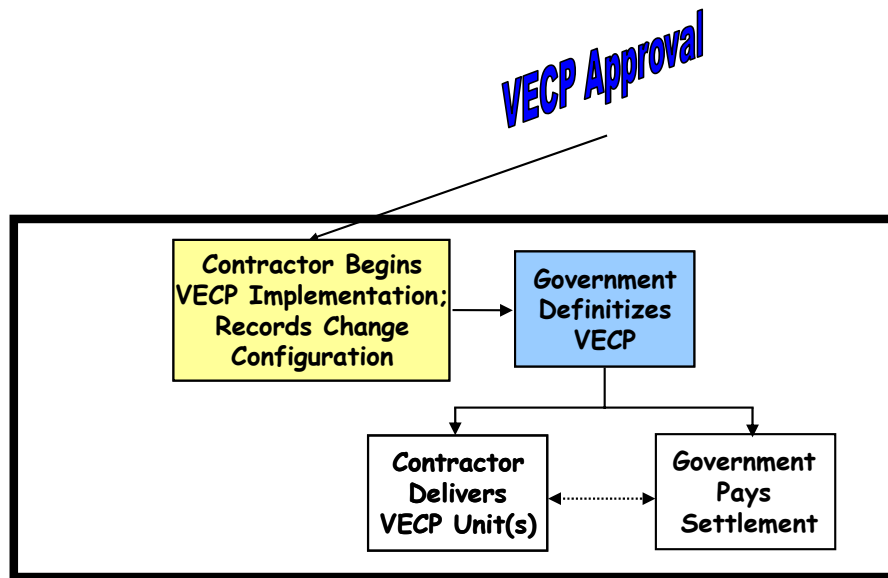 VECP Approval
Contractor Begins
VECP Implementation;
Records Change
Configuration
Government
Definitizes
VECP
Contractor
Delivers
VECP Unit(s)
Government
Pays
Settlement